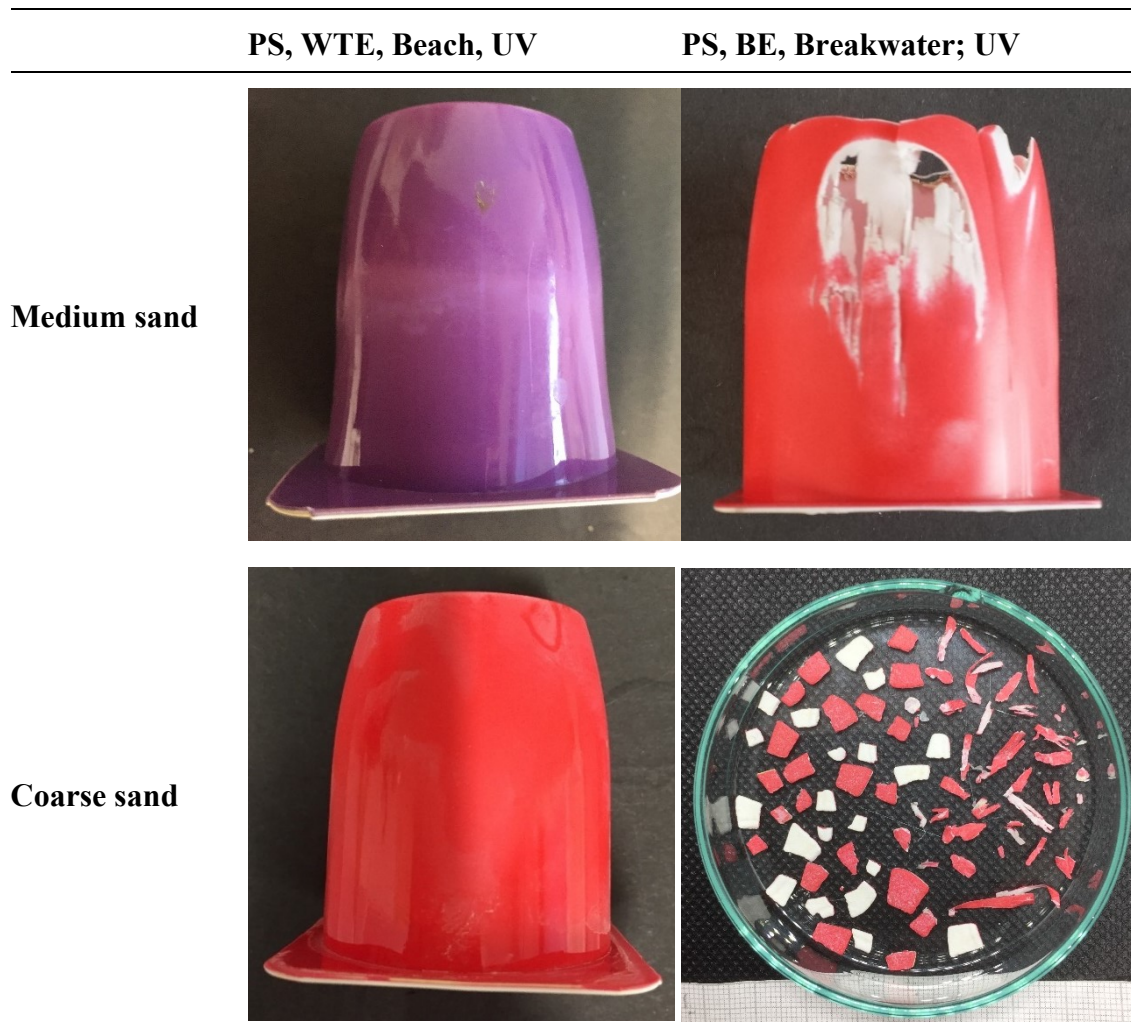 PS, WTE, Beach, UV
PS, BE, Breakwater; UV
Medium sand
Coarse sand